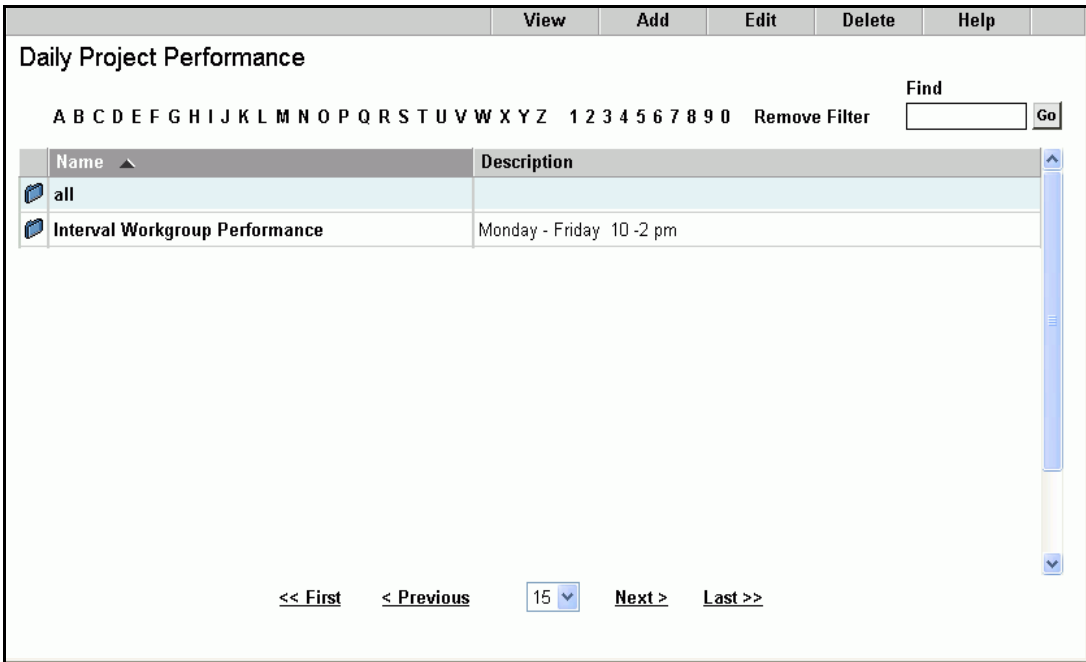 View Add Edit Delete Help
Daily Project Performance
Find
A B C D E F G H I J K L M N O P Q R S T U V W X Y Z 1 2 3 4 5 6 7 8 9 0 Remove Filter Go
Name Description
all
Interval Workgroup Performance Monday - Friday 10 -2 pm
<< First < Previous 15 Next > Last >>